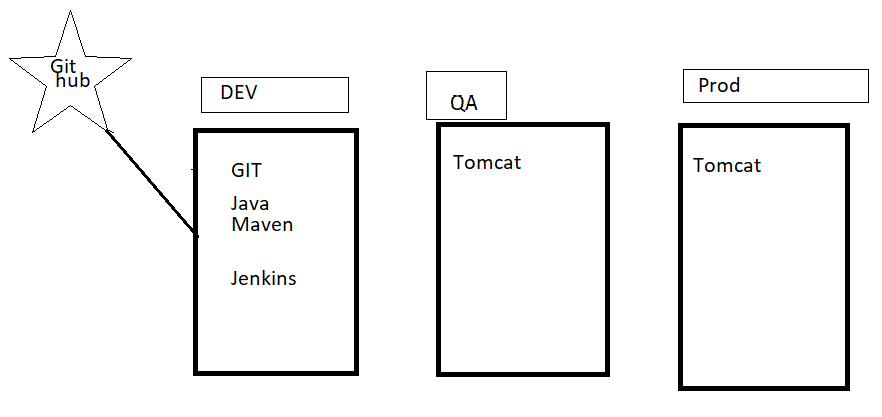 Git
hub
DEV
QA
Prod
GIT
Java
Maven
Jenkins
Tomcat
Tomcat